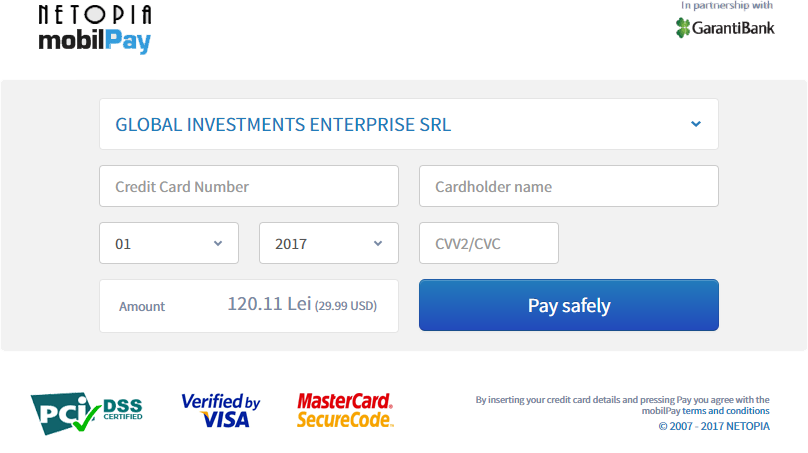 NETOPIA
mobilPay
In partnership with
GarantiBank
GLOBAL INVESTMENTS ENTERPRISE SRL
Credit Card Number
Cardholder name
01
2017
CVV2/CVC
Amount
120.11 Lei (29.99 USD)
Pay safely
PCi DSS
CERTIFIED
Verified by
VISA
MasterCard.
SecureCode.
By inserting your credit card details and pressing Pay you agree with the
mobilPay terms and conditions
© 2007 - 2017 NETOPIA